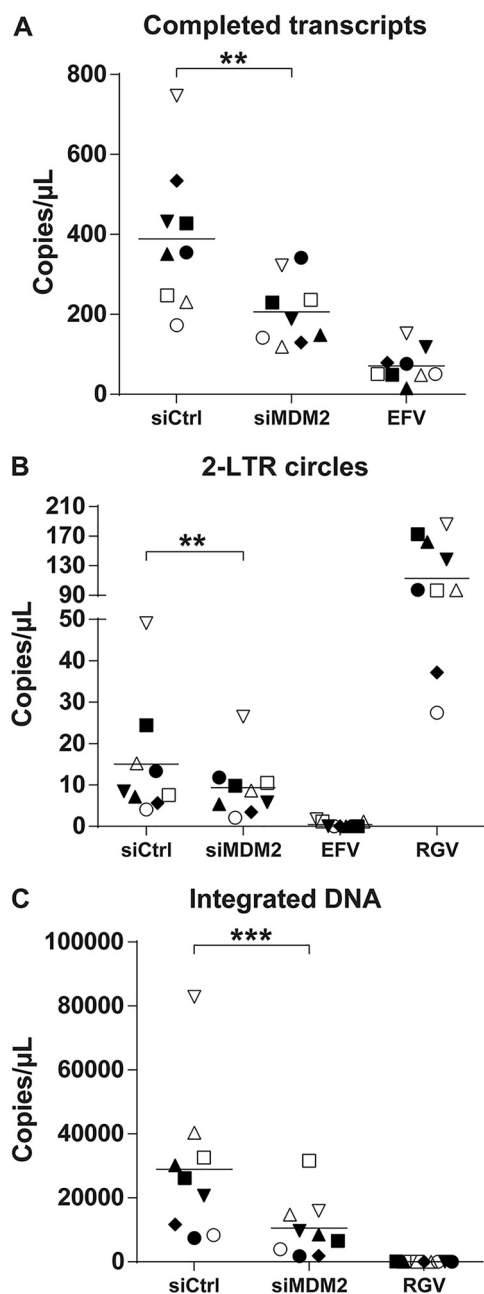 A Completed transcripts
**
800
600
400
200
0
Copies/µL
siCtrl siMDM2 EFV
B 2-LTR circles
**
210
170
130
90
50
40
30
20
10
0
Copies/µL
siCtrl siMDM2 EFV RGV
C Integrated DNA
***
100000
80000
60000
40000
20000
0
Copies/µL
siCtrl siMDM2 RGV